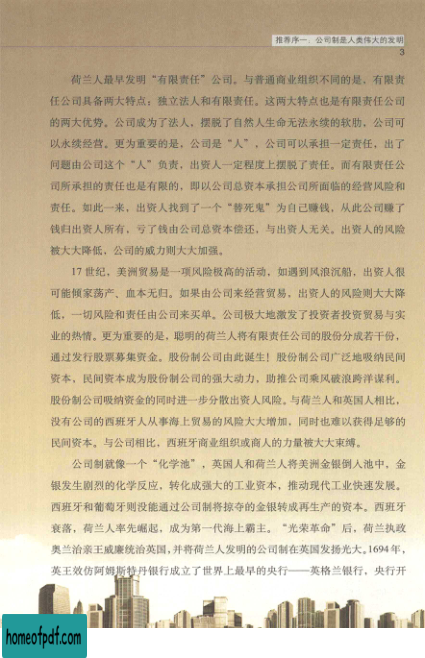 推荐序一.公司制是人类伟大的发明
3
荷兰人最早发明“有限责任”公司。与普通商业组织不同的是，有限责
任公司具备两大特点：独立法人和有限责任。这两大特点也是有限责任公司
的两大优势。公司成为了法人，摆脱了自然人生命无法永续的软肋，公司可
以永续经营。更为重要的是，公司是“人”，公司可以承担一定责任，出了
问题由公司这个“人”负责，出资人一定程度上摆脱了责任。而有限责任公
司所承担的责任也是有限的，即以公司总资本承担公司所面临的经营风险和
责任。如此一来，出资人找到了一个“替死鬼”为自己赚钱，从此公司赚了
钱归出资人所有，亏了钱由公司总资本偿还，与出资人无关。出资人的风险
被大大降低，公司的威力则大大加强。
17 世纪，美洲贸易是一项风险极高的活动，如遇到风浪沉船，出资人很
可能倾家荡产、血本无归。如果由公司来经营贸易，出资人的风险则大大降
低，一切风险和责任由公司来买单。公司极大地激发了投资者投资贸易与实
业的热情。更为重要的是，聪明的荷兰人将有限责任公司的股份分成若干份，
通过发行股票募集资金。股份制公司由此诞生！股份制公司广泛地吸纳民间
资本，民间资本成为股份制公司的强大动力，助推公司乘风破浪跨洋谋利。
股份制公司吸纳资金的同时进一步分散出资人风险。与荷兰人和英国人相比，
没有公司的西班牙人从事海上贸易的风险大大增加，同时也难以获得足够的
民间资本。与公司相比，西班牙商业组织或商人的力量被大大束缚。
公司制就像一个“化学池”，英国人和荷兰人将美洲金银倒入池中，金
银发生剧烈的化学反应，转化成强大的工业资本，推动现代工业快速发展。
西班牙和葡萄牙则没能通过公司制将掠夺的金银转成再生产的资本。西班牙
衰落，荷兰人率先崛起，成为第一代海上霸主。“光荣革命”后，荷兰执政
奥兰治亲王威廉统治英国，并将荷兰人发明的公司制在英国发扬光大。1694 年，
英王效仿阿姆斯特丹银行成立了世界上最早的央行——英格兰银行，央行开
homeofpdf.com